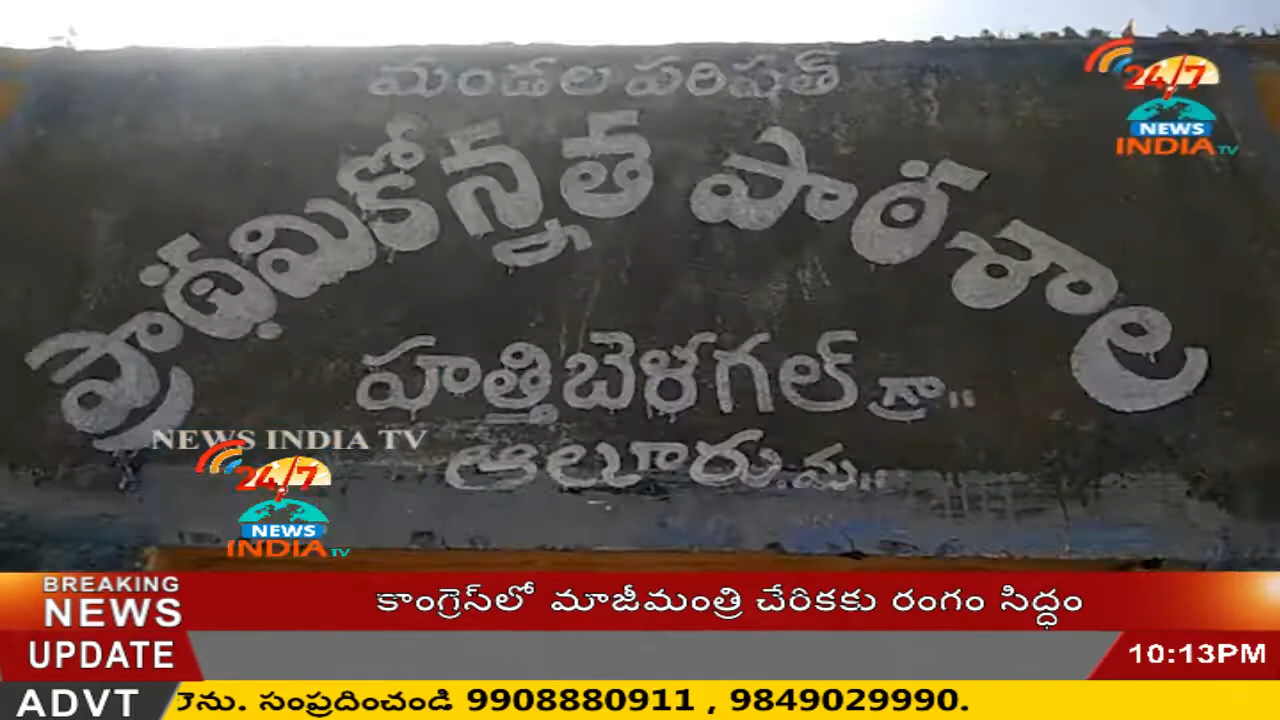 మండల పరిషత్
24/7
NEWS
INDIA TV
ప్రాథమికోన్నత పాఠశాల
హత్తిబెళగల్ గ్రా..
NEWS INDIA TV
ఆలూరు.మ..
24/7
NEWS
INDIA TV
BREAKING
NEWS
కాంగ్రెస్‌లో మాజీమంత్రి చేరికకు రంగం సిద్ధం
UPDATE
10:13PM
ADVT
లెను. సంప్రదించండి 9908880911 , 9849029990.